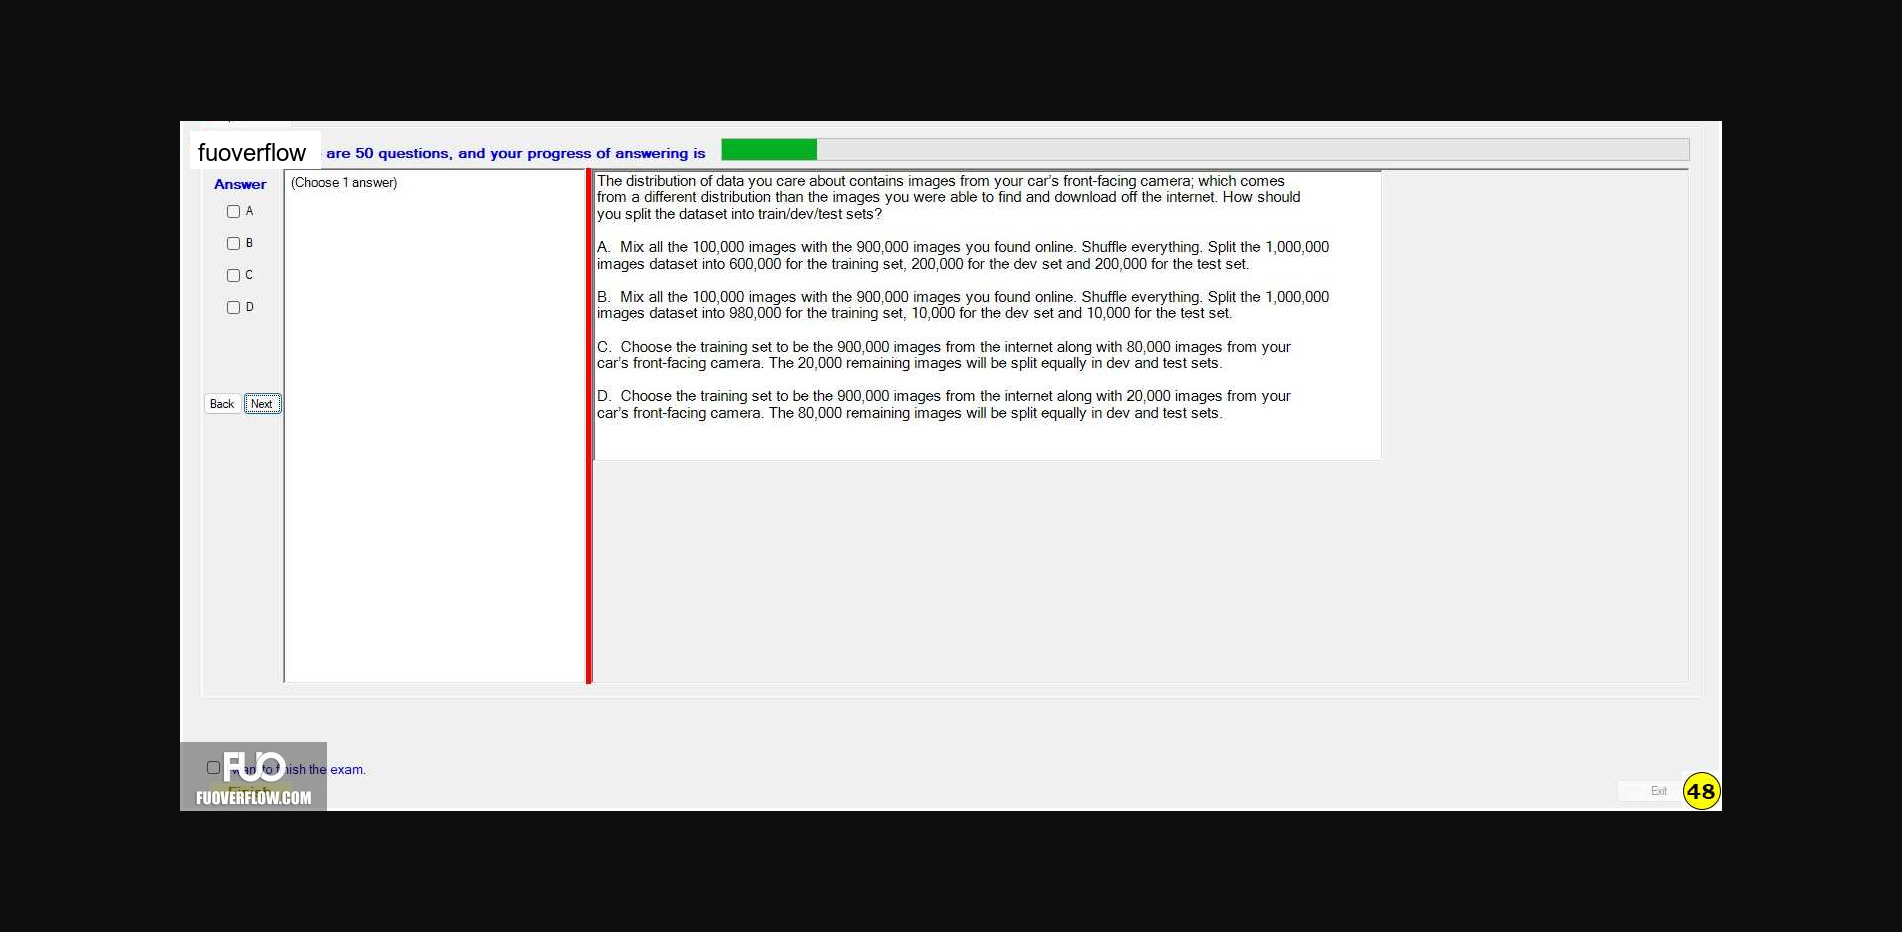 fuoverflow are 50 questions, and your progress of answering is
Answer
A
B
C
D
Back Next
(Choose 1 answer)
The distribution of data you care about contains images from your car's front-facing camera; which comes
from a different distribution than the images you were able to find and download off the internet. How should
you split the dataset into train/dev/test sets?
A. Mix all the 100,000 images with the 900,000 images you found online. Shuffle everything. Split the 1,000,000
images dataset into 600,000 for the training set, 200,000 for the dev set and 200,000 for the test set.
B. Mix all the 100,000 images with the 900,000 images you found online. Shuffle everything. Split the 1,000,000
images dataset into 980,000 for the training set, 10,000 for the dev set and 10,000 for the test set.
C. Choose the training set to be the 900,000 images from the internet along with 80,000 images from your
car's front-facing camera. The 20,000 remaining images will be split equally in dev and test sets.
D. Choose the training set to be the 900,000 images from the internet along with 20,000 images from your
car's front-facing camera. The 80,000 remaining images will be split equally in dev and test sets.
FUO
the exam.
FUOVERFLOW.COM
Exit
48